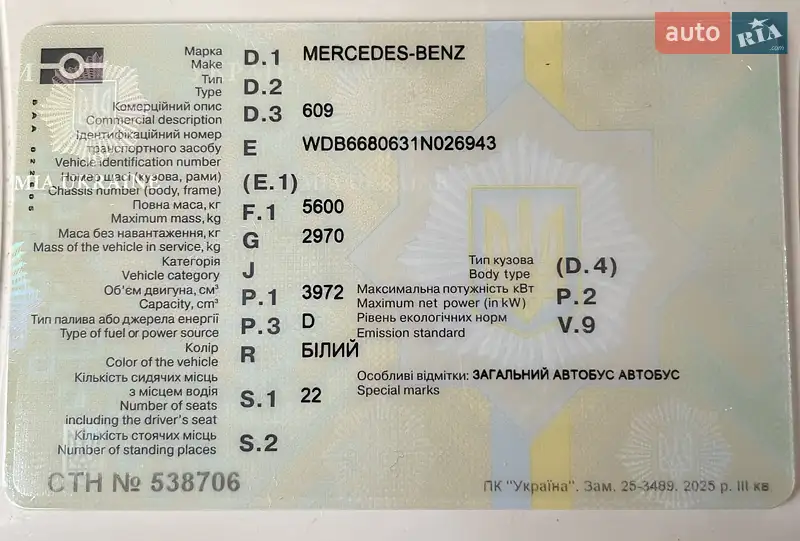 auto RIA .com
Марка
Make D.1 MERCEDES-BENZ
Тип
Type D.2
Комерційний опис
Commercial description D.3 609
Ідентифікаційний номер
транспортного засобу
Vehicle identification number E WDB6680631N026943
Номер шасі (кузова, рами)
Chassis number (body, frame) (E.1)
MIA UKRAINE
Повна маса, кг
Maximum mass, kg F.1 5600
Маса без навантаження, кг
Mass of the vehicle in service, kg G 2970
Категорія
Vehicle category J
Тип кузова
Body type (D.4)
Об'єм двигуна, см³
Capacity, cm³ P.1 3972
Максимальна потужність кВт
Maximum net power (in kW) P.2
Тип палива або джерела енергії
Type of fuel or power source P.3 D
Рівень екологічних норм
Emission standard V.9
Колір
Color of the vehicle R БІЛИЙ
Кількість сидячих місць
з місцем водія
Number of seats
including the driver's seat S.1 22
Особливі відмітки: ЗАГАЛЬНИЙ АВТОБУС АВТОБУС
Special marks
Кількість стоячих місць
Number of standing places S.2
СТН № 538706
ПК "Україна". Зам. 25-3489. 2025 р. III кв.